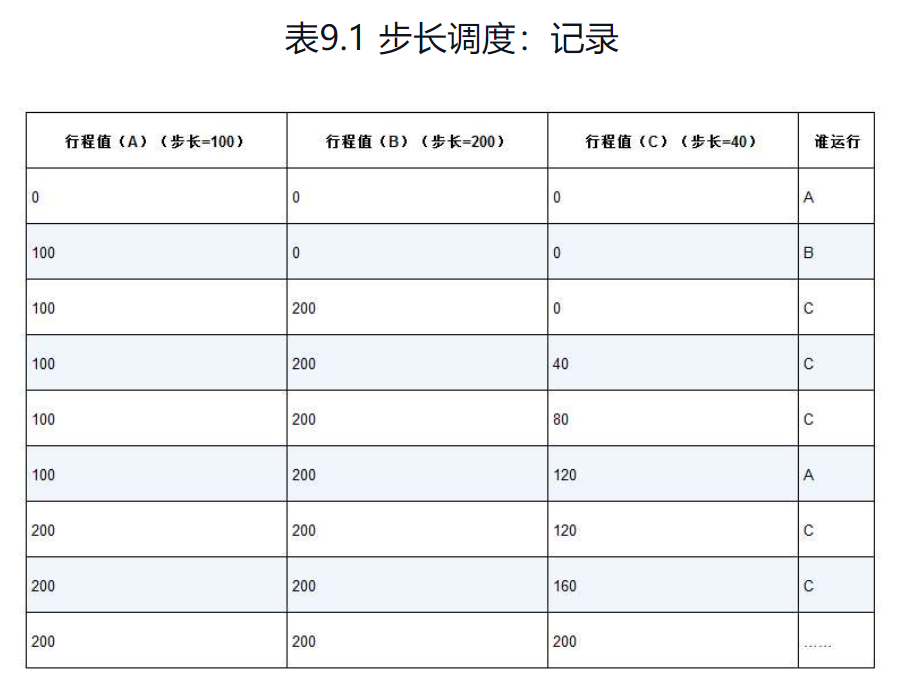 表9.1 步长调度：记录
行程值（A）（步长=100） 行程值（B）（步长=200） 行程值（C）（步长=40） 谁运行
0 0 0 A
100 0 0 B
100 200 0 C
100 200 40 C
100 200 80 C
100 200 120 A
200 200 120 C
200 200 160 C
200 200 200 ……